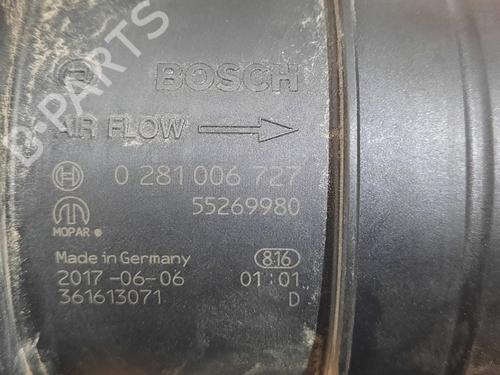 BOSCH
AIR FLOW
0 281 006 727
55269980
MOPAR ®
Made in Germany 816
2017-06-06 01:01
361613071 D
B-PARTS